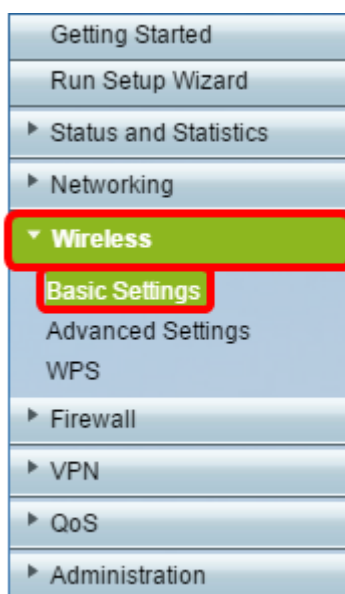 Getting Started
Run Setup Wizard
Status and Statistics
Networking
Wireless
Basic Settings
Advanced Settings
WPS
Firewall
VPN
QoS
Administration